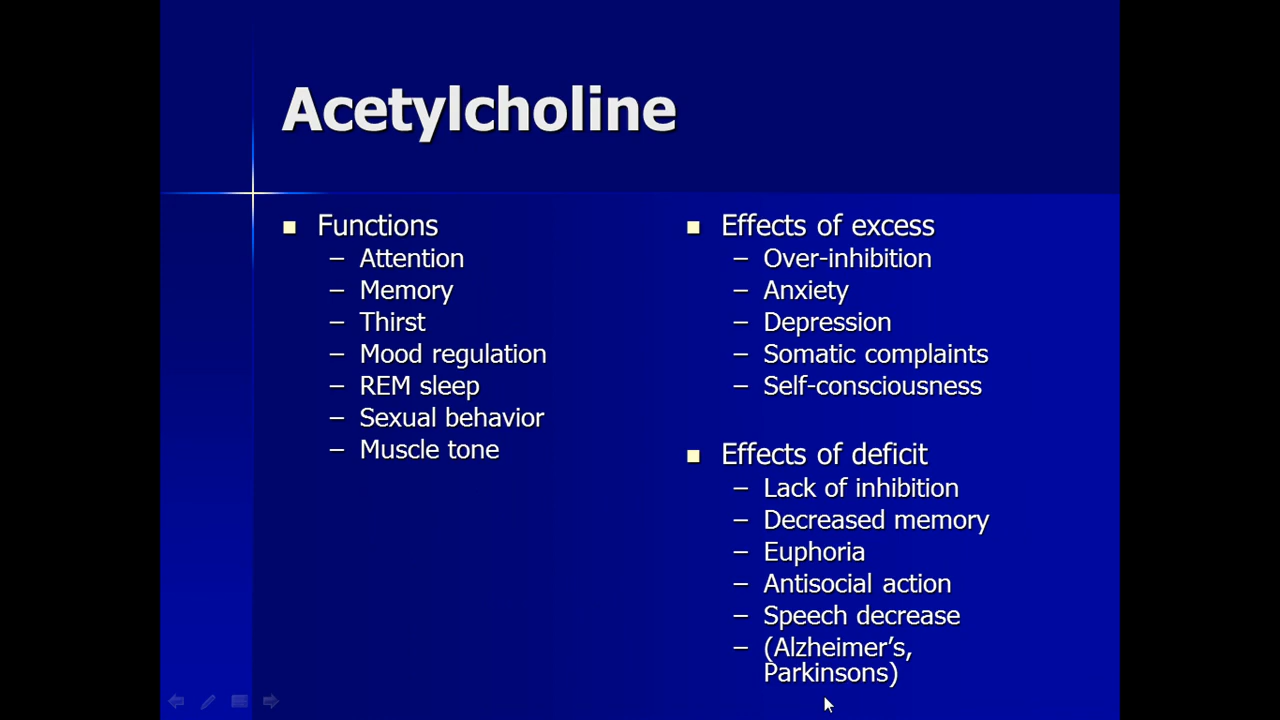 Acetylcholine
Functions
– Attention
– Memory
– Thirst
– Mood regulation
– REM sleep
– Sexual behavior
– Muscle tone
Effects of excess
– Over-inhibition
– Anxiety
– Depression
– Somatic complaints
– Self-consciousness
Effects of deficit
– Lack of inhibition
– Decreased memory
– Euphoria
– Antisocial action
– Speech decrease
– (Alzheimer’s,
Parkinsons)